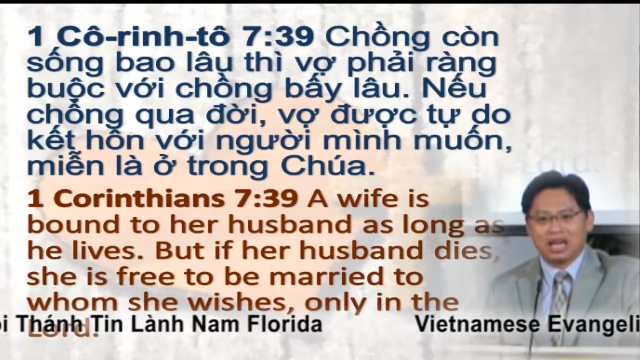 1 Cô-rinh-tô 7:39 Chồng còn
sống bao lâu thì vợ phải ràng
buộc với chồng bấy lâu. Nếu
chồng qua đời, vợ được tự do
kết hôn với người mình muốn,
miễn là ở trong Chúa.
1 Corinthians 7:39 A wife is
bound to her husband as long as
he lives. But if her husband dies,
she is free to be married to
whom she wishes, only in the
Lord.
Thánh Tin Lành Nam Florida Vietnamese
Lord.